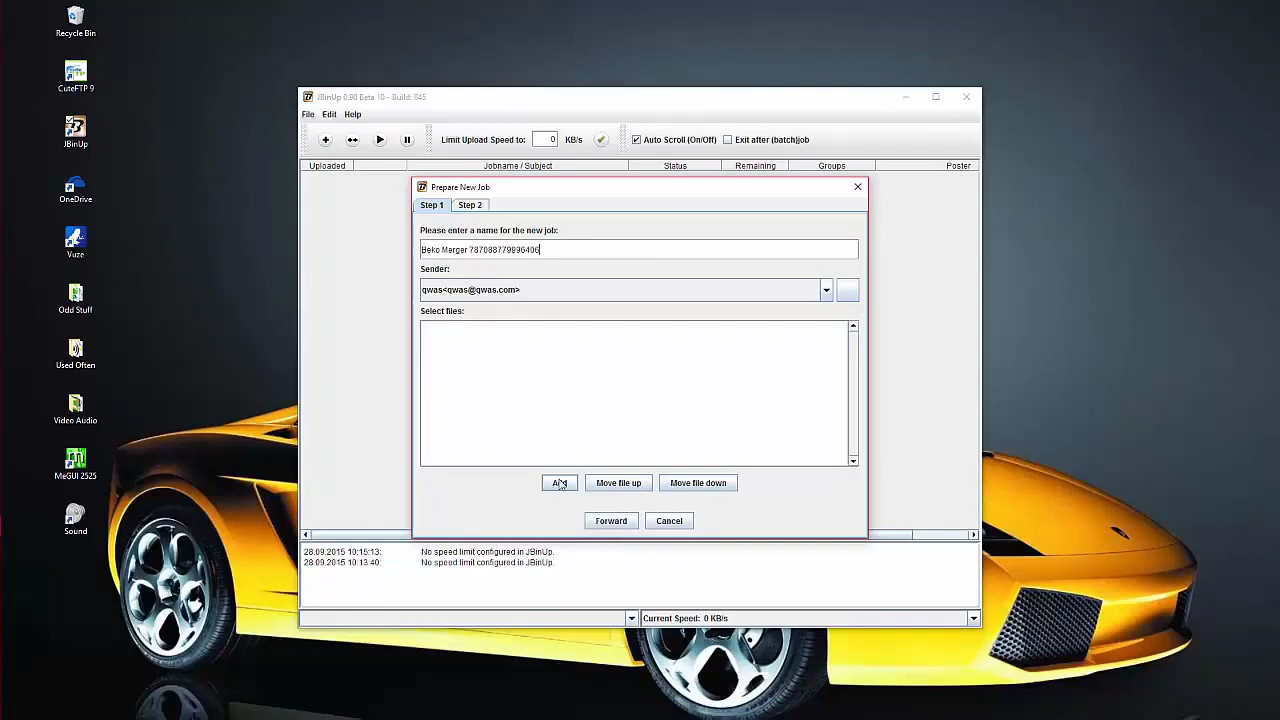 Recycle Bin
CuteFTP 9
JBinUp
OneDrive
Vuze
Odd Stuff
Used Often
Video Audio
MeGUI 2525
Sound
JBinUp 0.90 Beta 10 - Build: 845
File Edit Help
Limit Upload Speed to: 0 KB/s Auto Scroll (On/Off) Exit after (batch)job
Uploaded Jobname / Subject Status Remaining Groups Poster
Prepare New Job
Step 1 Step 2
Please enter a name for the new job:
Beko Merger 787088779996406
Sender:
qwas<qwas@qwas.com>
Select files:
Add Move file up Move file down
Forward Cancel
28.09.2015 10:15:13: No speed limit configured in JBinUp.
28.09.2015 10:13:40: No speed limit configured in JBinUp.
Current Speed: 0 KB/s